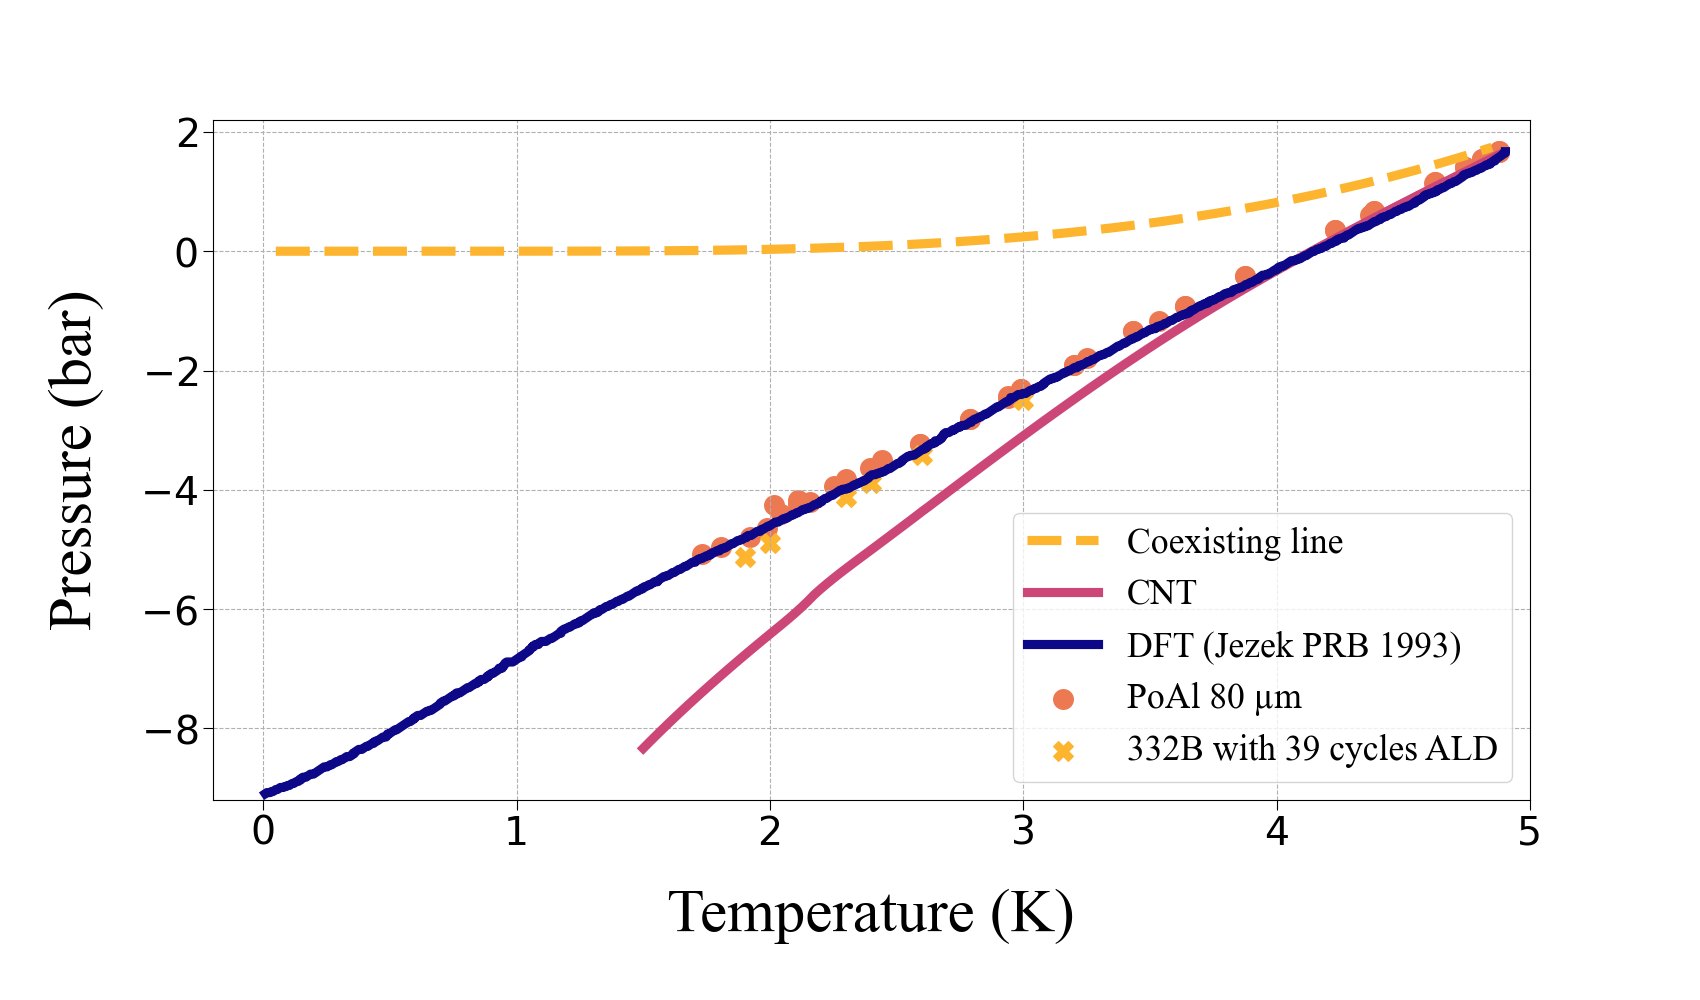 2
0
−2
−4
−6
−8
Pressure (bar)
0 1 2 3 4 5
Temperature (K)
Coexisting line
CNT
DFT (Jezek PRB 1993)
PoAl 80 µm
332B with 39 cycles ALD